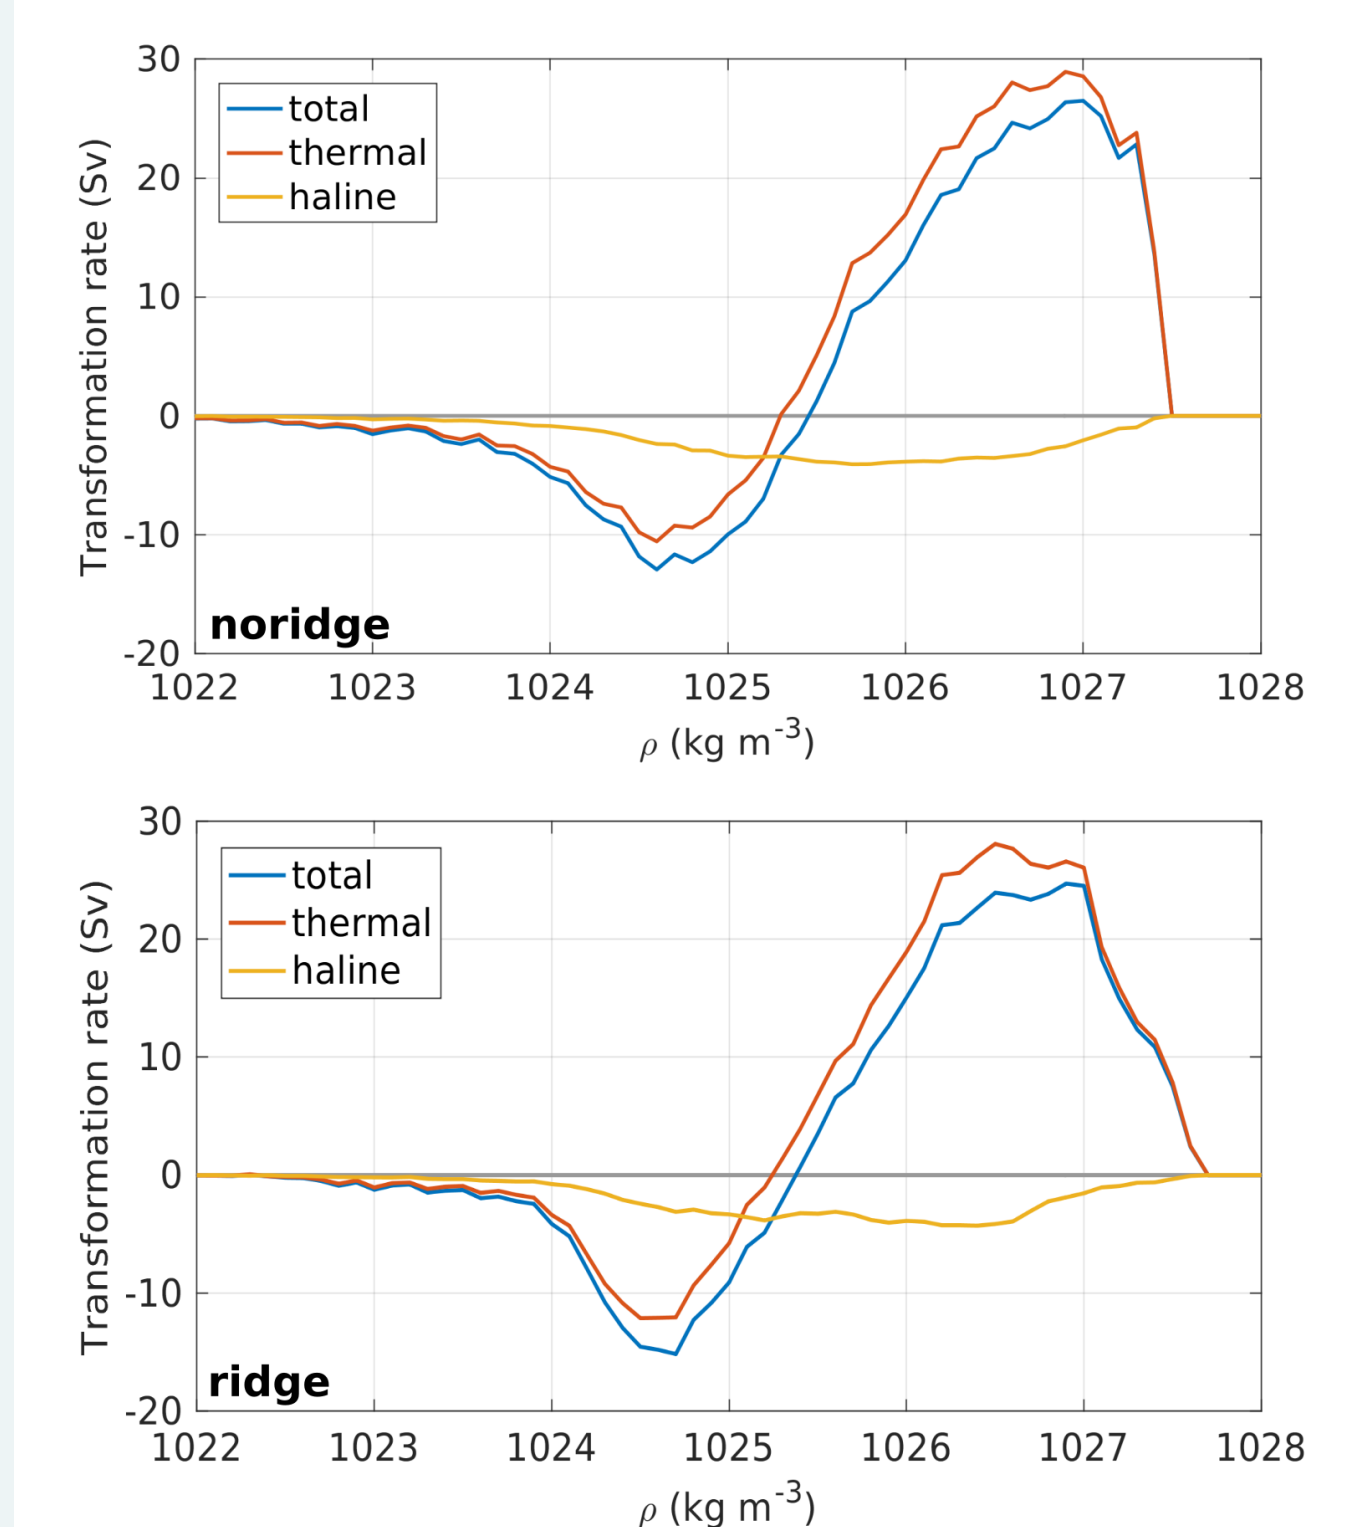 30
20
10
0
-10
-20
Transformation rate (Sv)
total
thermal
haline
noridge
1022 1023 1024 1025 1026 1027 1028
ρ (kg m-3)
30
20
10
0
-10
-20
Transformation rate (Sv)
total
thermal
haline
ridge
1022 1023 1024 1025 1026 1027 1028
ρ (kg m-3)